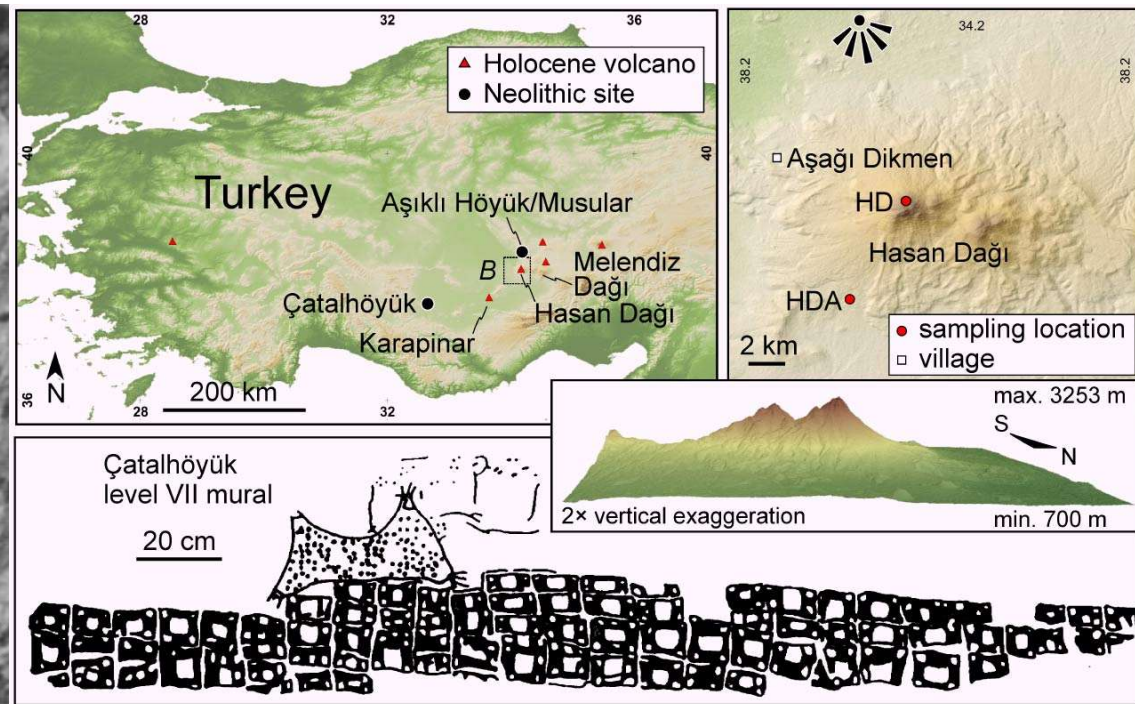 28
32
36
Holocene volcano
Neolithic site
40
40
Turkey
Aşıklı Höyük/Musular
B
Melendiz
Dağı
Çatalhöyük
Hasan Dağı
Karapinar
N
200 km
36
28
32
34.2
38.2
38.2
Aşağı Dikmen
HD
Hasan Dağı
HDA
sampling location
village
2 km
max. 3253 m
S
N
2× vertical exaggeration
min. 700 m
Çatalhöyük
level VII mural
20 cm